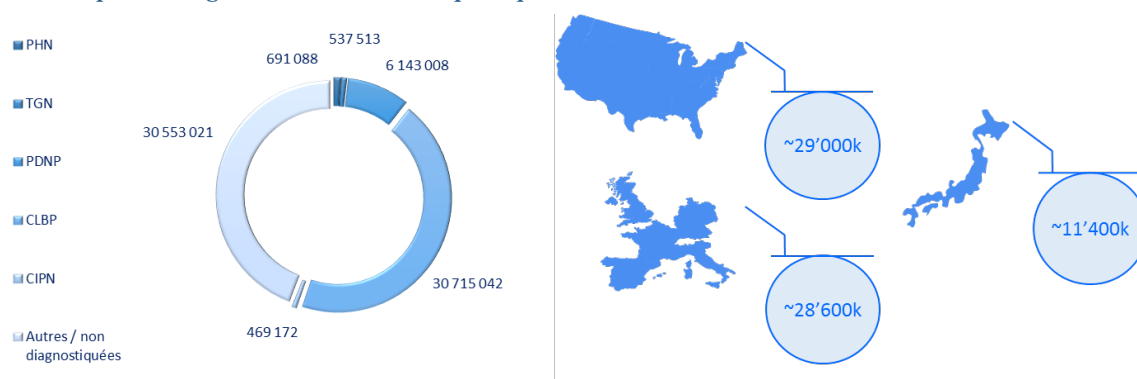 PHN
TGN
PDNP
CLBP
CIPN
Autres / non
diagnostiquées
691 088
537 513
6 143 008
30 553 021
30 715 042
469 172
~29’000k
~28’600k
~11’400k